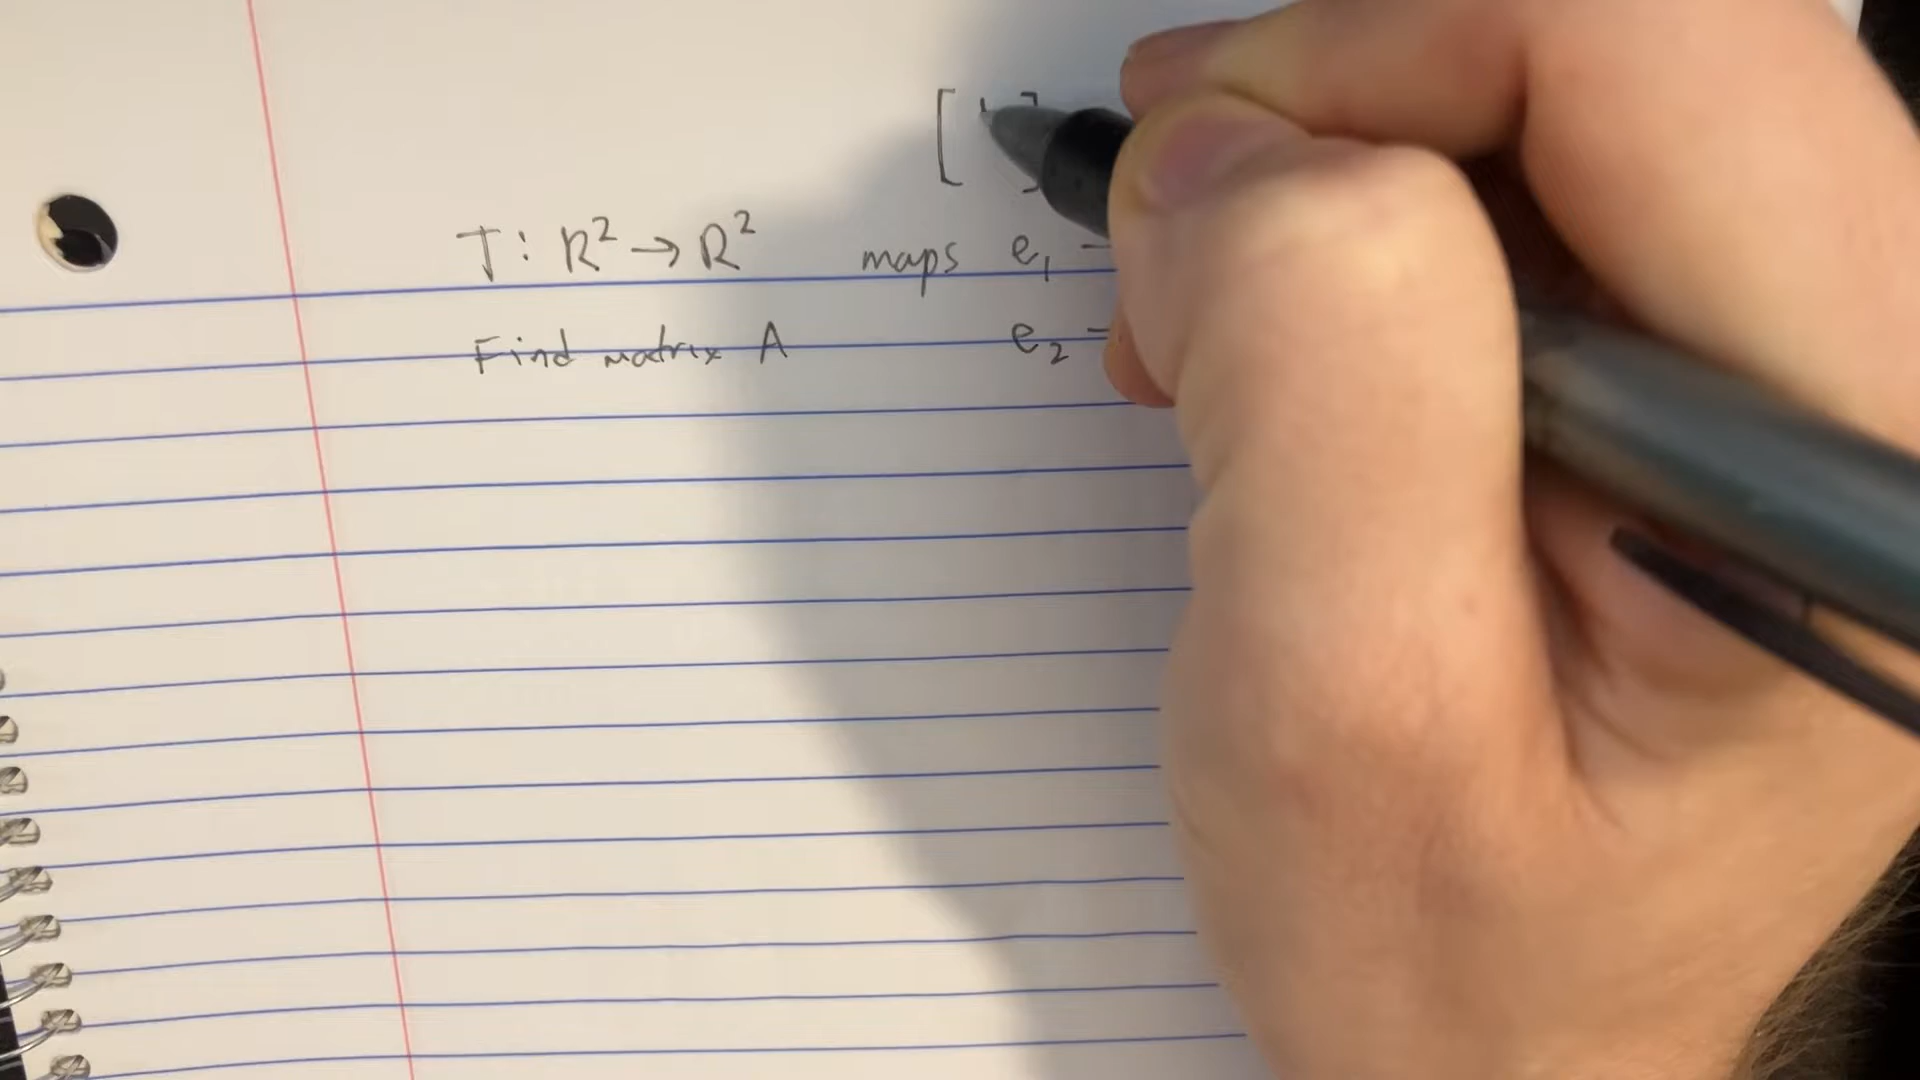 [ ]
T: R² → R² maps e₁
Find matrix A e₂